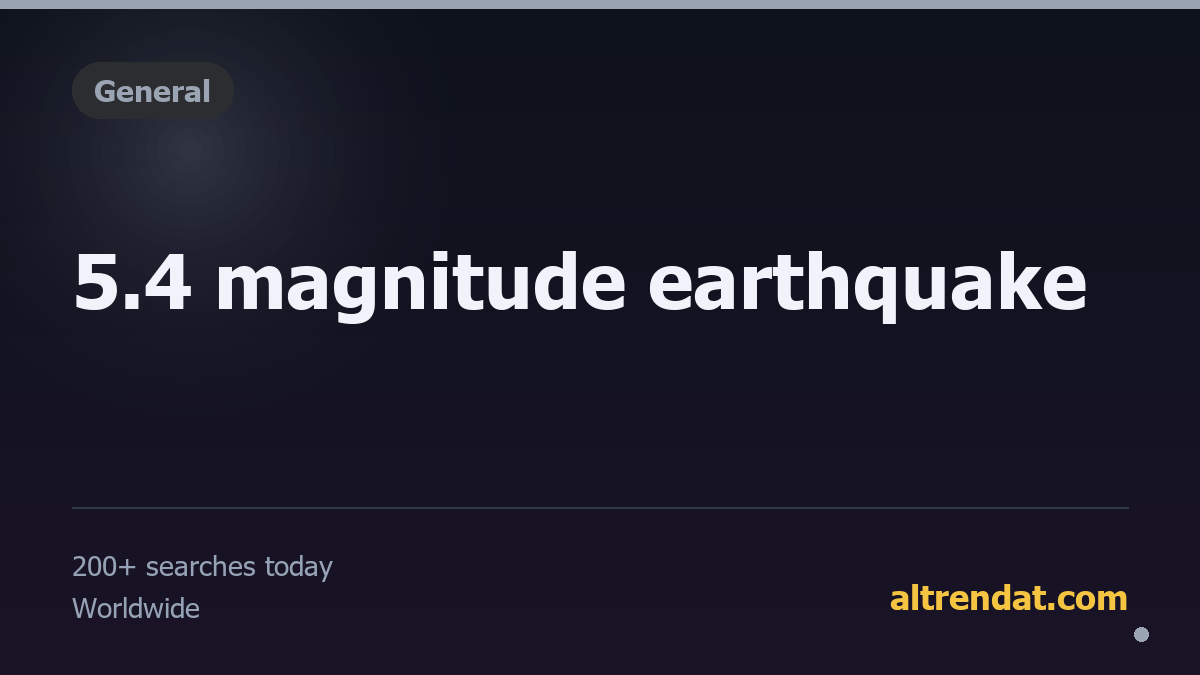 General
5.4 magnitude earthquake
200+ searches today
Worldwide
altrendat.com